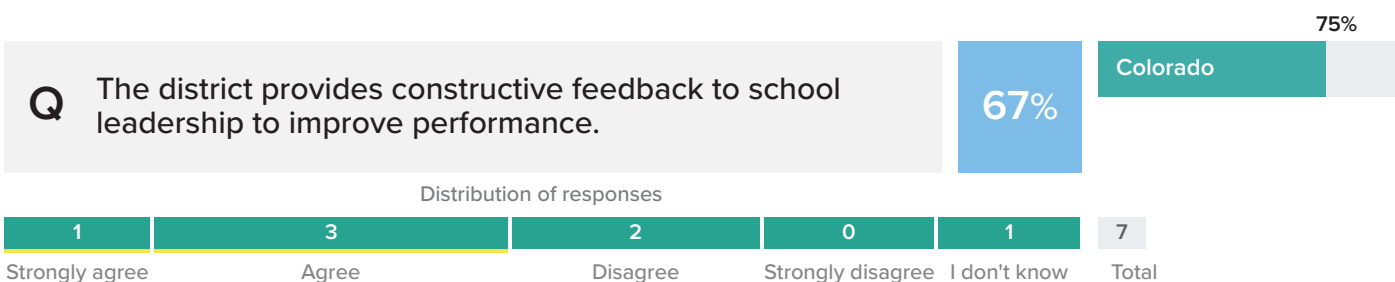 75%
Q
The district provides constructive feedback to school
leadership to improve performance.
67%
Colorado
Distribution of responses
1 3 2 0 1 7
Strongly agree Agree Disagree Strongly disagree I don't know Total